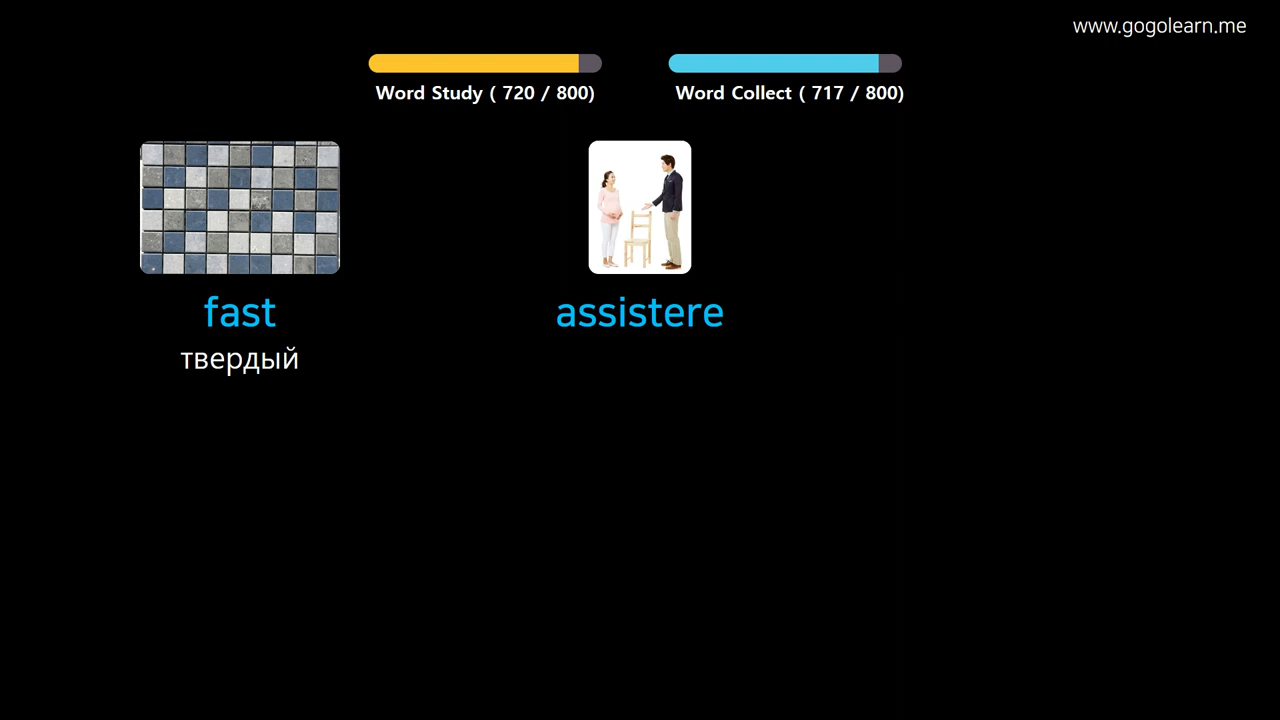 www.gogolearn.me
Word Study ( 720 / 800)
Word Collect ( 717 / 800)
fast
assistere
твердый